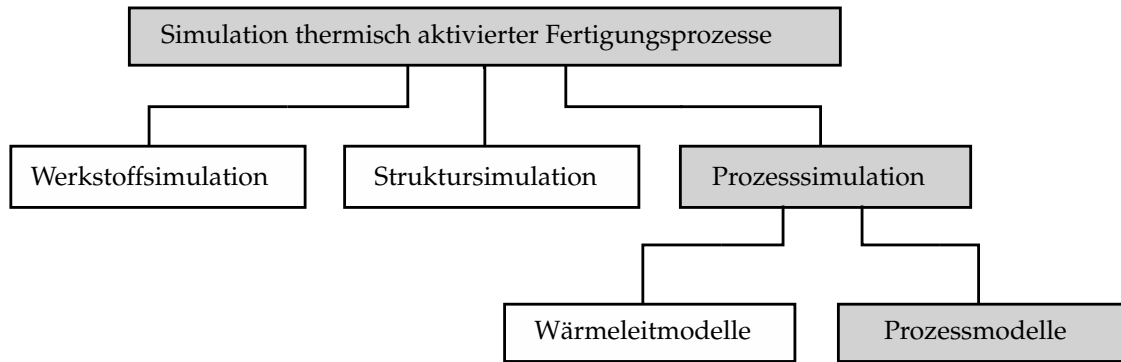 Simulation thermisch aktivierter Fertigungsprozesse
Werkstoffsimulation
Struktursimulation
Prozesssimulation
Wärmeleitmodelle
Prozessmodelle